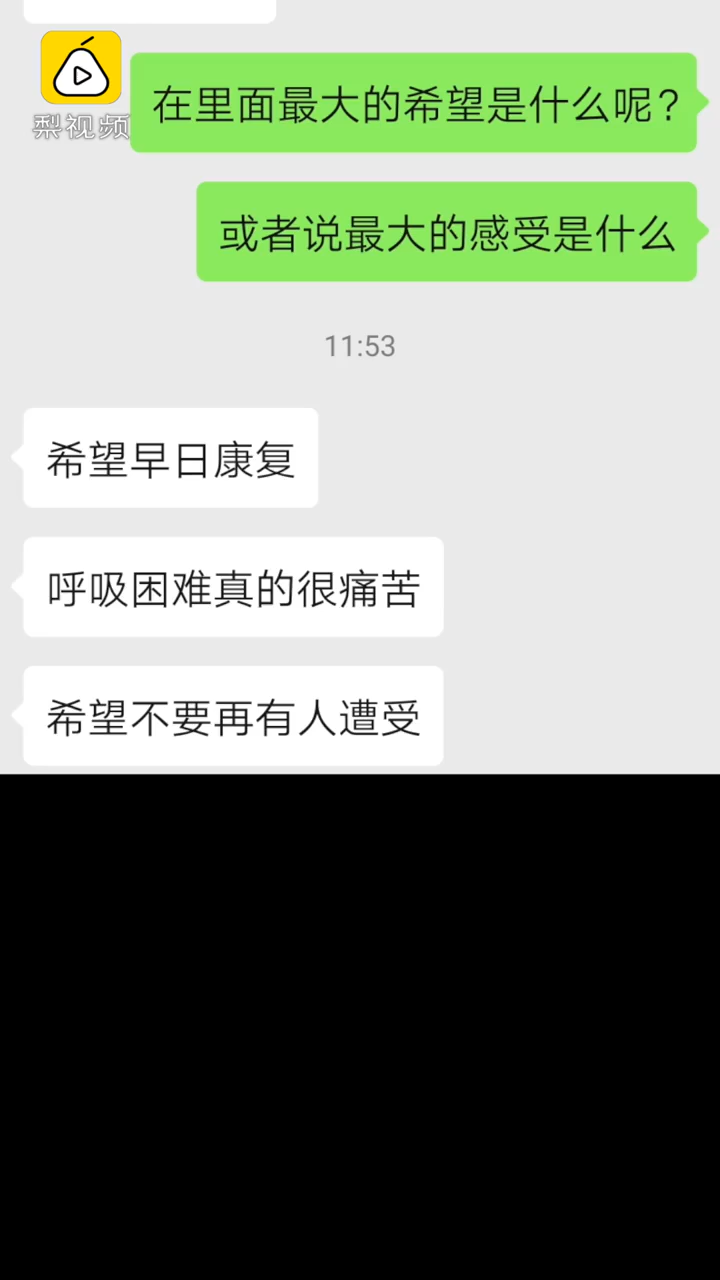 在里面最大的希望是什么呢?
梨视频
或者说最大的感受是什么
11:53
希望早日康复
呼吸困难真的很痛苦
希望不要再有人遭受